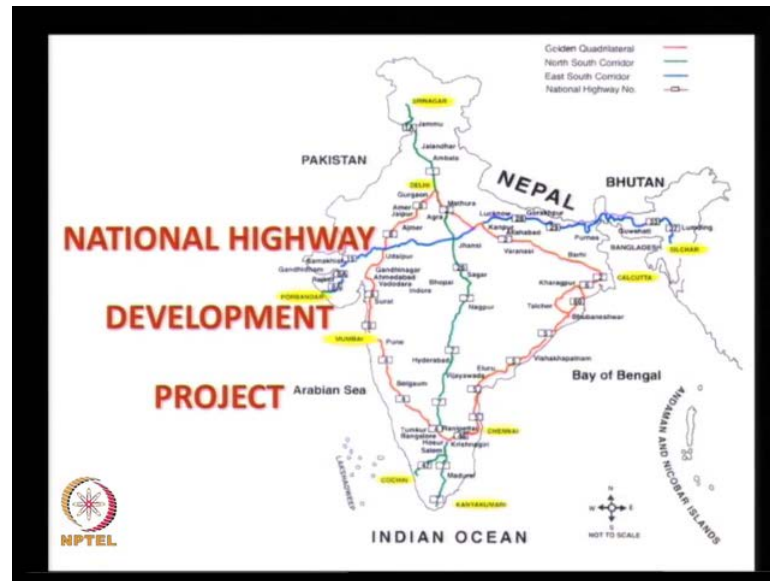 Golden Quadrilateral
North South Corridor
East South Corridor
National Highway No.
SRINAGAR
Jammu
Jalandhar
Ambala
PAKISTAN
DELHI
NEPAL
BHUTAN
Gurgaon
Mathura
Amer
Jaipur
Agra
Lucknow
Gorakhpur
Ajmer
Kanpur
Allahabad
Guwahati
Lumding
NATIONAL HIGHWAY
Jhansi
Varanasi
Purnea
BANGLADESH
SILCHAR
Udaipur
Barhi
Gandhidham
Gandhinagar
Ahmedabad
Vadodara
Bhopal
Sagar
Kharagpur
CALCUTTA
Indore
PORBANDAR
Surat
Nagpur
Talcher
Bhubaneshwar
DEVELOPMENT
MUMBAI
Pune
Hyderabad
Vishakhapatnam
Eluru
Vijayawada
Bay of Bengal
PROJECT
Arabian Sea
Belgaum
ANDAMAN AND NICOBAR ISLANDS
Tumkur
Bangalore
Ranipettai
CHENNAI
Hosur
Krishnagiri
Salem
LAKSHADWEEP
COCHIN
Madurai
KANYAKUMARI
N
W
E
S
NOT TO SCALE
INDIAN OCEAN
NPTEL